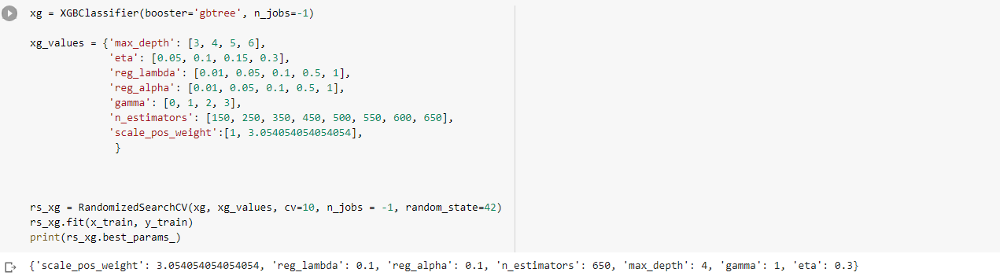 xg = XGBClassifier(booster='gbtree', n_jobs=-1)
xg_values = {'max_depth': [3, 4, 5, 6],
'eta': [0.05, 0.1, 0.15, 0.3],
'reg_lambda': [0.01, 0.05, 0.1, 0.5, 1],
'reg_alpha': [0.01, 0.05, 0.1, 0.5, 1],
'gamma': [0, 1, 2, 3],
'n_estimators': [150, 250, 350, 450, 500, 550, 600, 650],
'scale_pos_weight':[1, 3.054054054054054],
}
rs_xg = RandomizedSearchCV(xg, xg_values, cv=10, n_jobs = -1, random_state=42)
rs_xg.fit(x_train, y_train)
print(rs_xg.best_params_)
{'scale_pos_weight': 3.054054054054054, 'reg_lambda': 0.1, 'reg_alpha': 0.1, 'n_estimators': 650, 'max_depth': 4, 'gamma': 1, 'eta': 0.3}